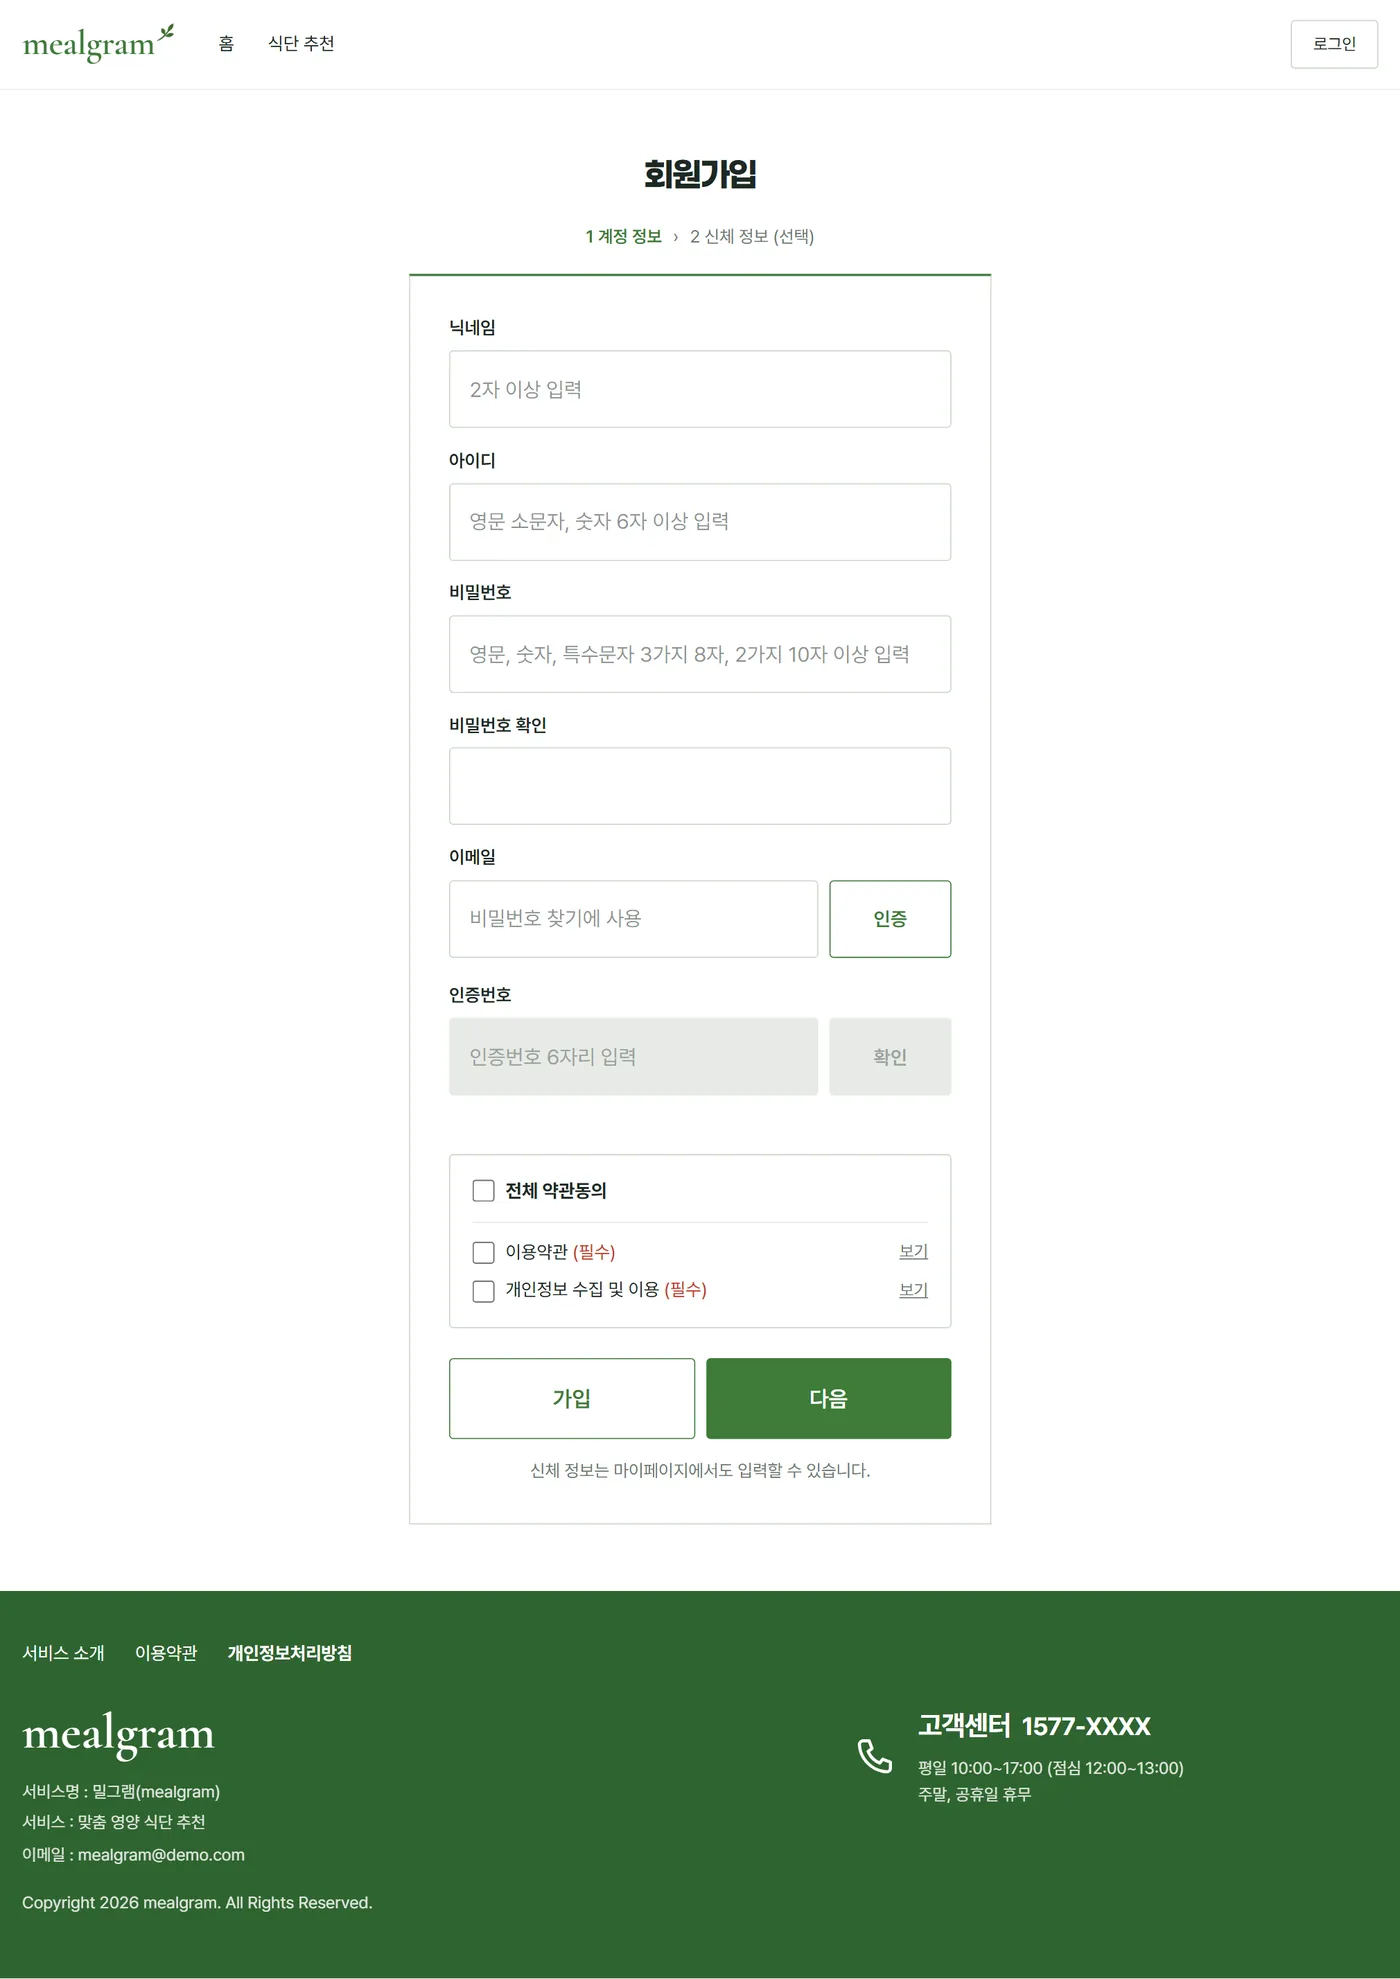 mealgram 홈 식단 추천 로그인
회원가입
1 계정 정보 › 2 신체 정보 (선택)
닉네임
2자 이상 입력
아이디
영문 소문자, 숫자 6자 이상 입력
비밀번호
영문, 숫자, 특수문자 3가지 8자, 2가지 10자 이상 입력
비밀번호 확인
이메일
비밀번호 찾기에 사용 인증
인증번호
인증번호 6자리 입력 확인
전체 약관동의
이용약관 (필수) 보기
개인정보 수집 및 이용 (필수) 보기
가입 다음
신체 정보는 마이페이지에서도 입력할 수 있습니다.
서비스 소개 이용약관 개인정보처리방침
mealgram
서비스명 : 밀그램(mealgram)
서비스 : 맞춤 영양 식단 추천
이메일 : mealgram@demo.com
Copyright 2026 mealgram. All Rights Reserved.
고객센터 1577-XXXX
평일 10:00~17:00 (점심 12:00~13:00)
주말, 공휴일 휴무